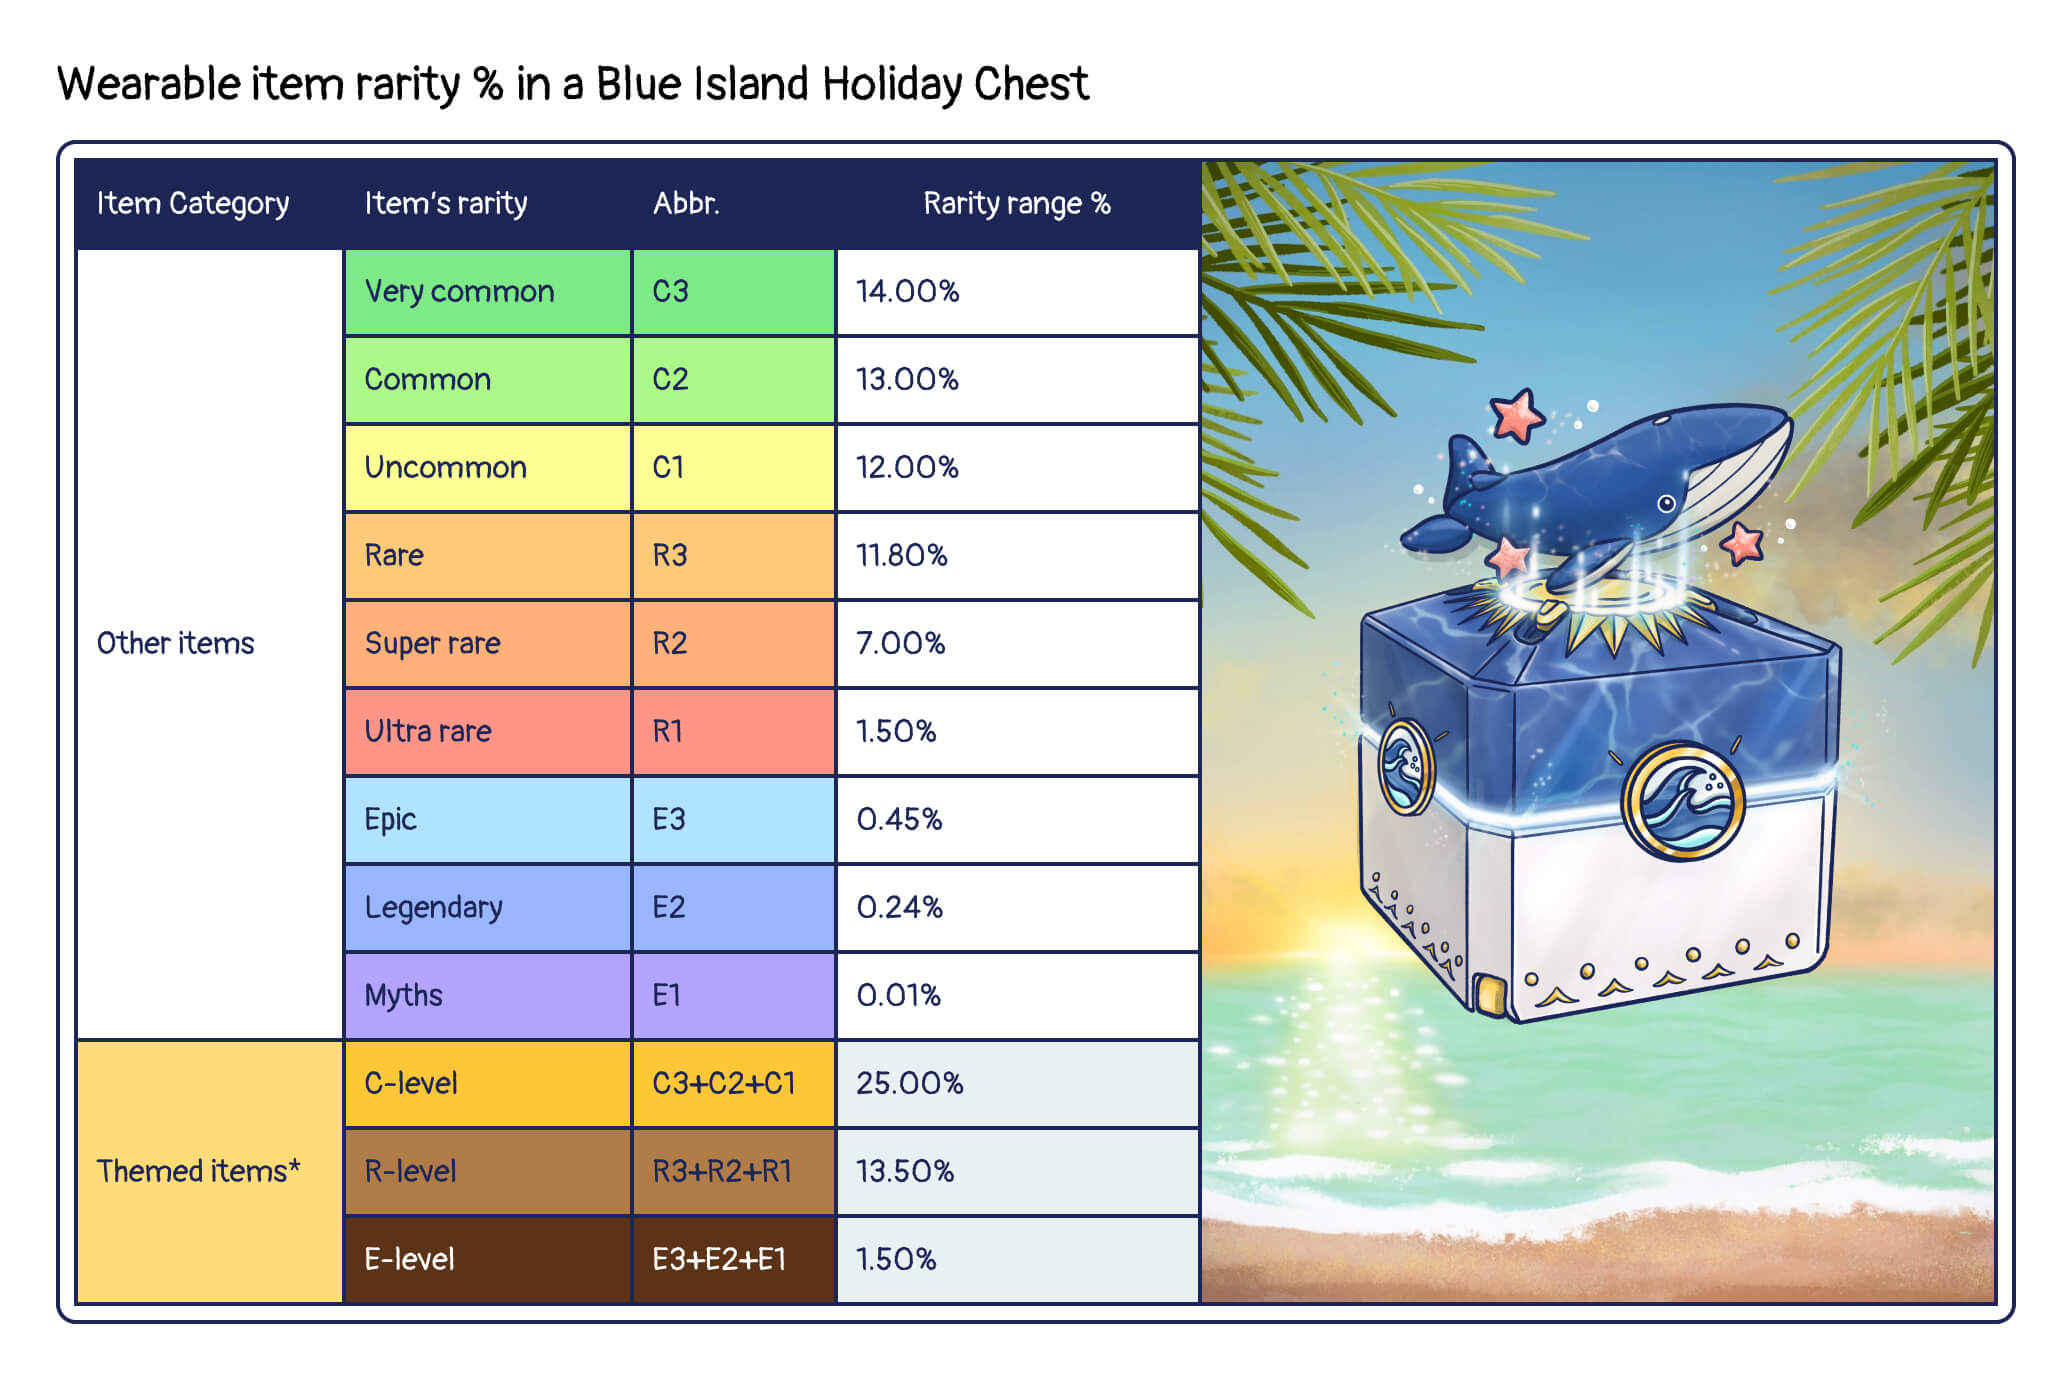 Wearable item rarity % in a Blue Island Holiday Chest
Item Category Item's rarity Abbr. Rarity range %
Other items
Very common C3 14.00%
Common C2 13.00%
Uncommon C1 12.00%
Rare R3 11.80%
Super rare R2 7.00%
Ultra rare R1 1.50%
Epic E3 0.45%
Legendary E2 0.24%
Myths E1 0.01%
Themed items*
C-level C3+C2+C1 25.00%
R-level R3+R2+R1 13.50%
E-level E3+E2+E1 1.50%